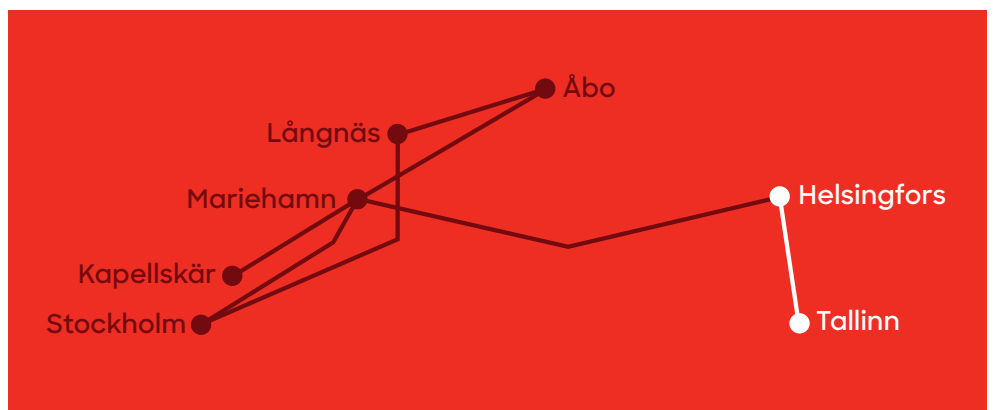 Åbo
Långnäs
Mariehamn
Helsingfors
Kapellskär
Stockholm
Tallinn